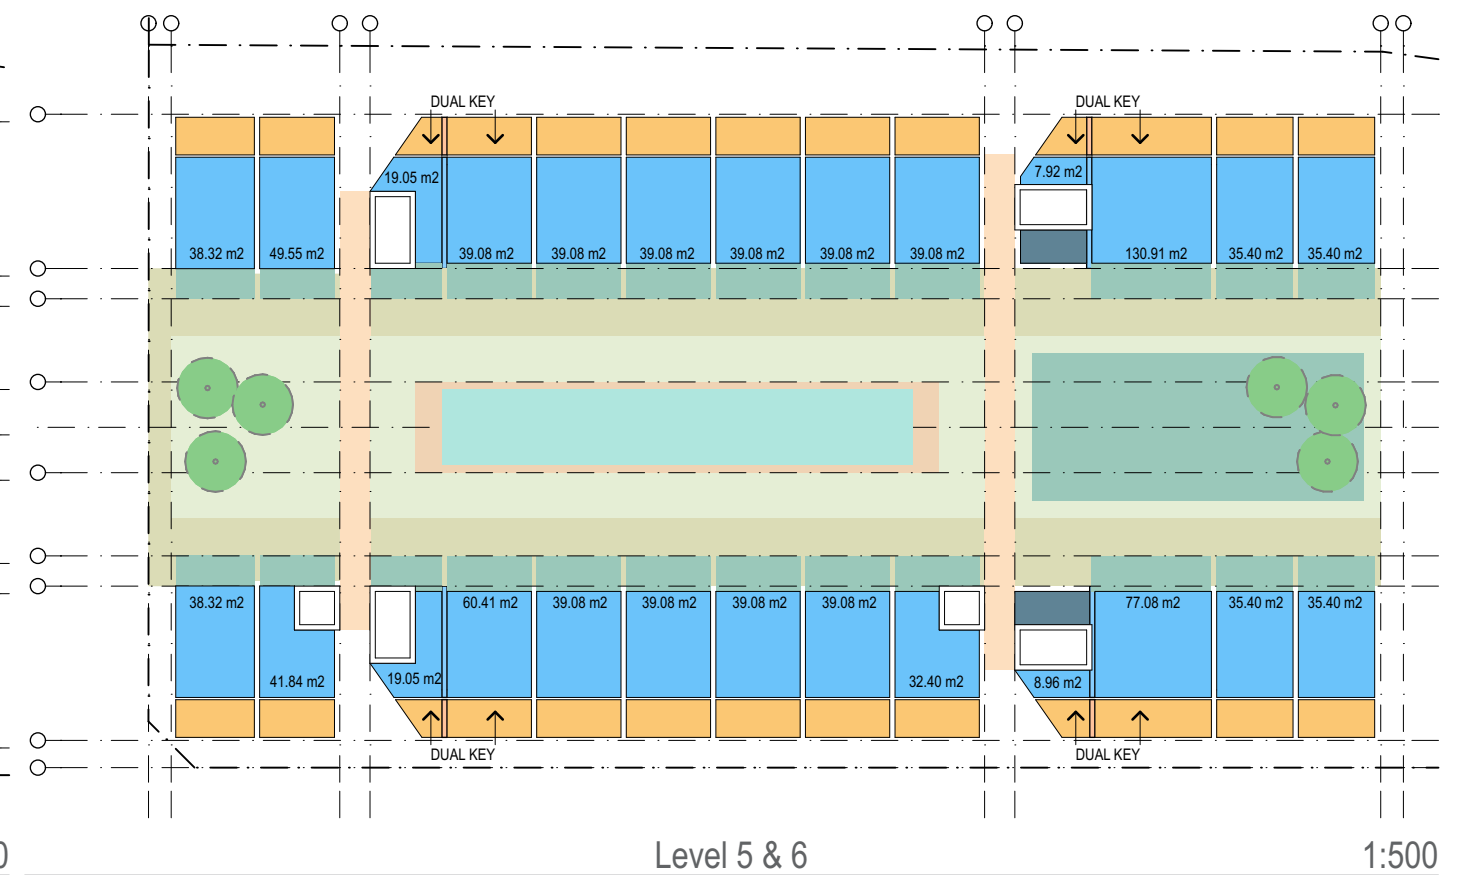 DUAL KEY DUAL KEY
7.92 m2
19.05 m2
38.32 m2 49.55 m2 39.08 m2 39.08 m2 39.08 m2 39.08 m2 39.08 m2 39.08 m2 130.91 m2 35.40 m2 35.40 m2
38.32 m2 60.41 m2 39.08 m2 39.08 m2 39.08 m2 39.08 m2 77.08 m2 35.40 m2 35.40 m2
19.05 m2
41.84 m2 32.40 m2 8.96 m2
DUAL KEY DUAL KEY
0 Level 5 & 6 1:500